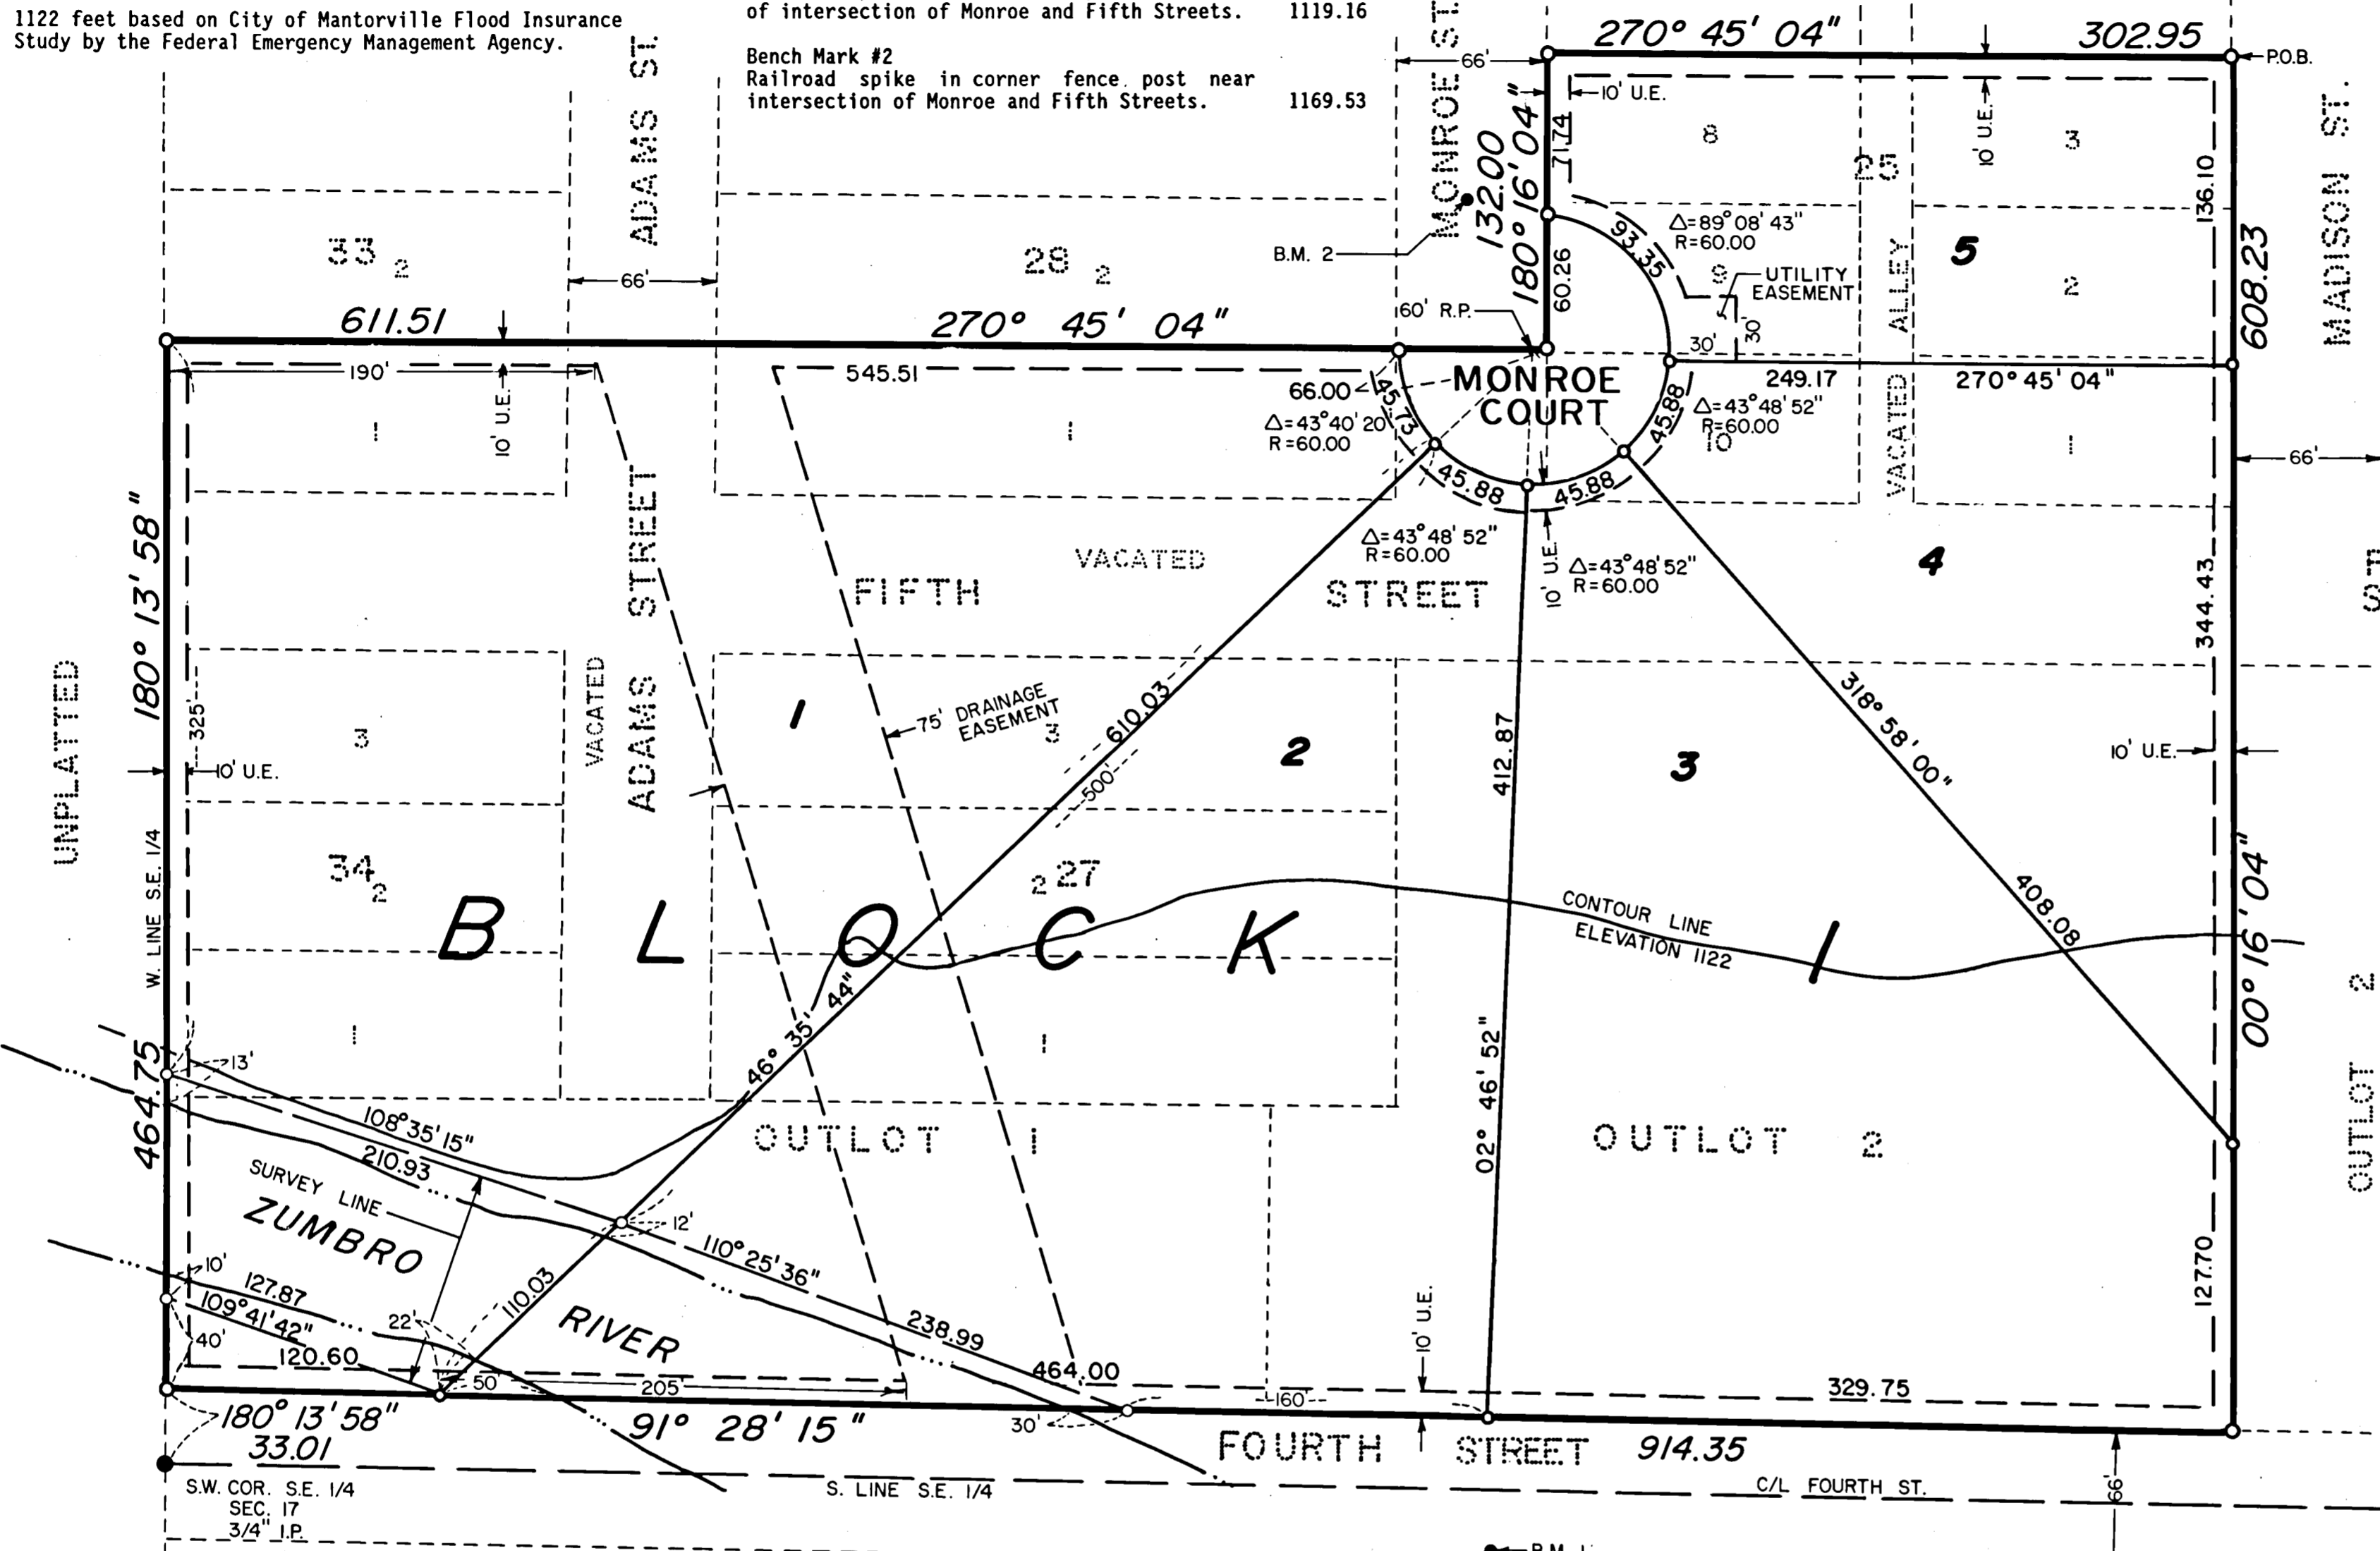 1122 feet based on City of Mantorville Flood Insurance
Study by the Federal Emergency Management Agency.
of intersection of Monroe and Fifth Streets. 1119.16
Bench Mark #2
Railroad spike in corner fence post near
intersection of Monroe and Fifth Streets. 1169.53
ADAMS ST.
MONROE ST.
MADISON ST.
66'
270° 45' 04"
302.95
P.O.B.
10' U.E.
10' U.E.
132.00
180° 16' 04"
71.74
60.26
8
25
3
136.10
608.23
33 2
29 2
66'
B.M. 2
60' R.P.
93.35
Δ=89° 08' 43"
R=60.00
9
UTILITY
EASEMENT
30'
30'
5
2
VACATED ALLEY
611.51
270° 45' 04"
190'
10' U.E.
545.51
66.00
45.73
Δ=43° 40' 20
R=60.00
MONROE
COURT
249.17
270° 45' 04"
45.88
Δ=43° 48' 52"
R=60.00
10
1
1
1
66'
45.88
45.88
Δ=43° 48' 52"
R=60.00
10' U.E.
Δ=43° 48' 52"
R=60.00
4
344.43
180° 13' 58"
VACATED
FIFTH STREET
UNPLATTED
W. LINE S.E. 1/4
325'
10' U.E.
3
VACATED
ADAMS STREET
1
75' DRAINAGE
EASEMENT
3
610.03
500'
2
412.87
3
318° 58' 00"
408.08
10' U.E.
34 2
2 27
BLOCK 1
CONTOUR LINE
ELEVATION 1122
00° 16' 04"
46° 35' 44"
1
1
02° 46' 52"
464.75
13'
108° 35' 15"
210.93
OUTLOT 1
OUTLOT 2
OUTLOT 2
SURVEY LINE
ZUMBRO
RIVER
12'
110° 25' 36"
238.99
10'
127.87
109° 41' 42"
40'
120.60
22'
110.03
50'
205'
464.00
30'
160'
10' U.E.
329.75
127.70
180° 13' 58"
33.01
91° 28' 15"
FOURTH STREET
914.35
S.W. COR. S.E. 1/4
SEC. 17
3/4" I.P.
S. LINE S.E. 1/4
C/L FOURTH ST.
66'
B.M. 1